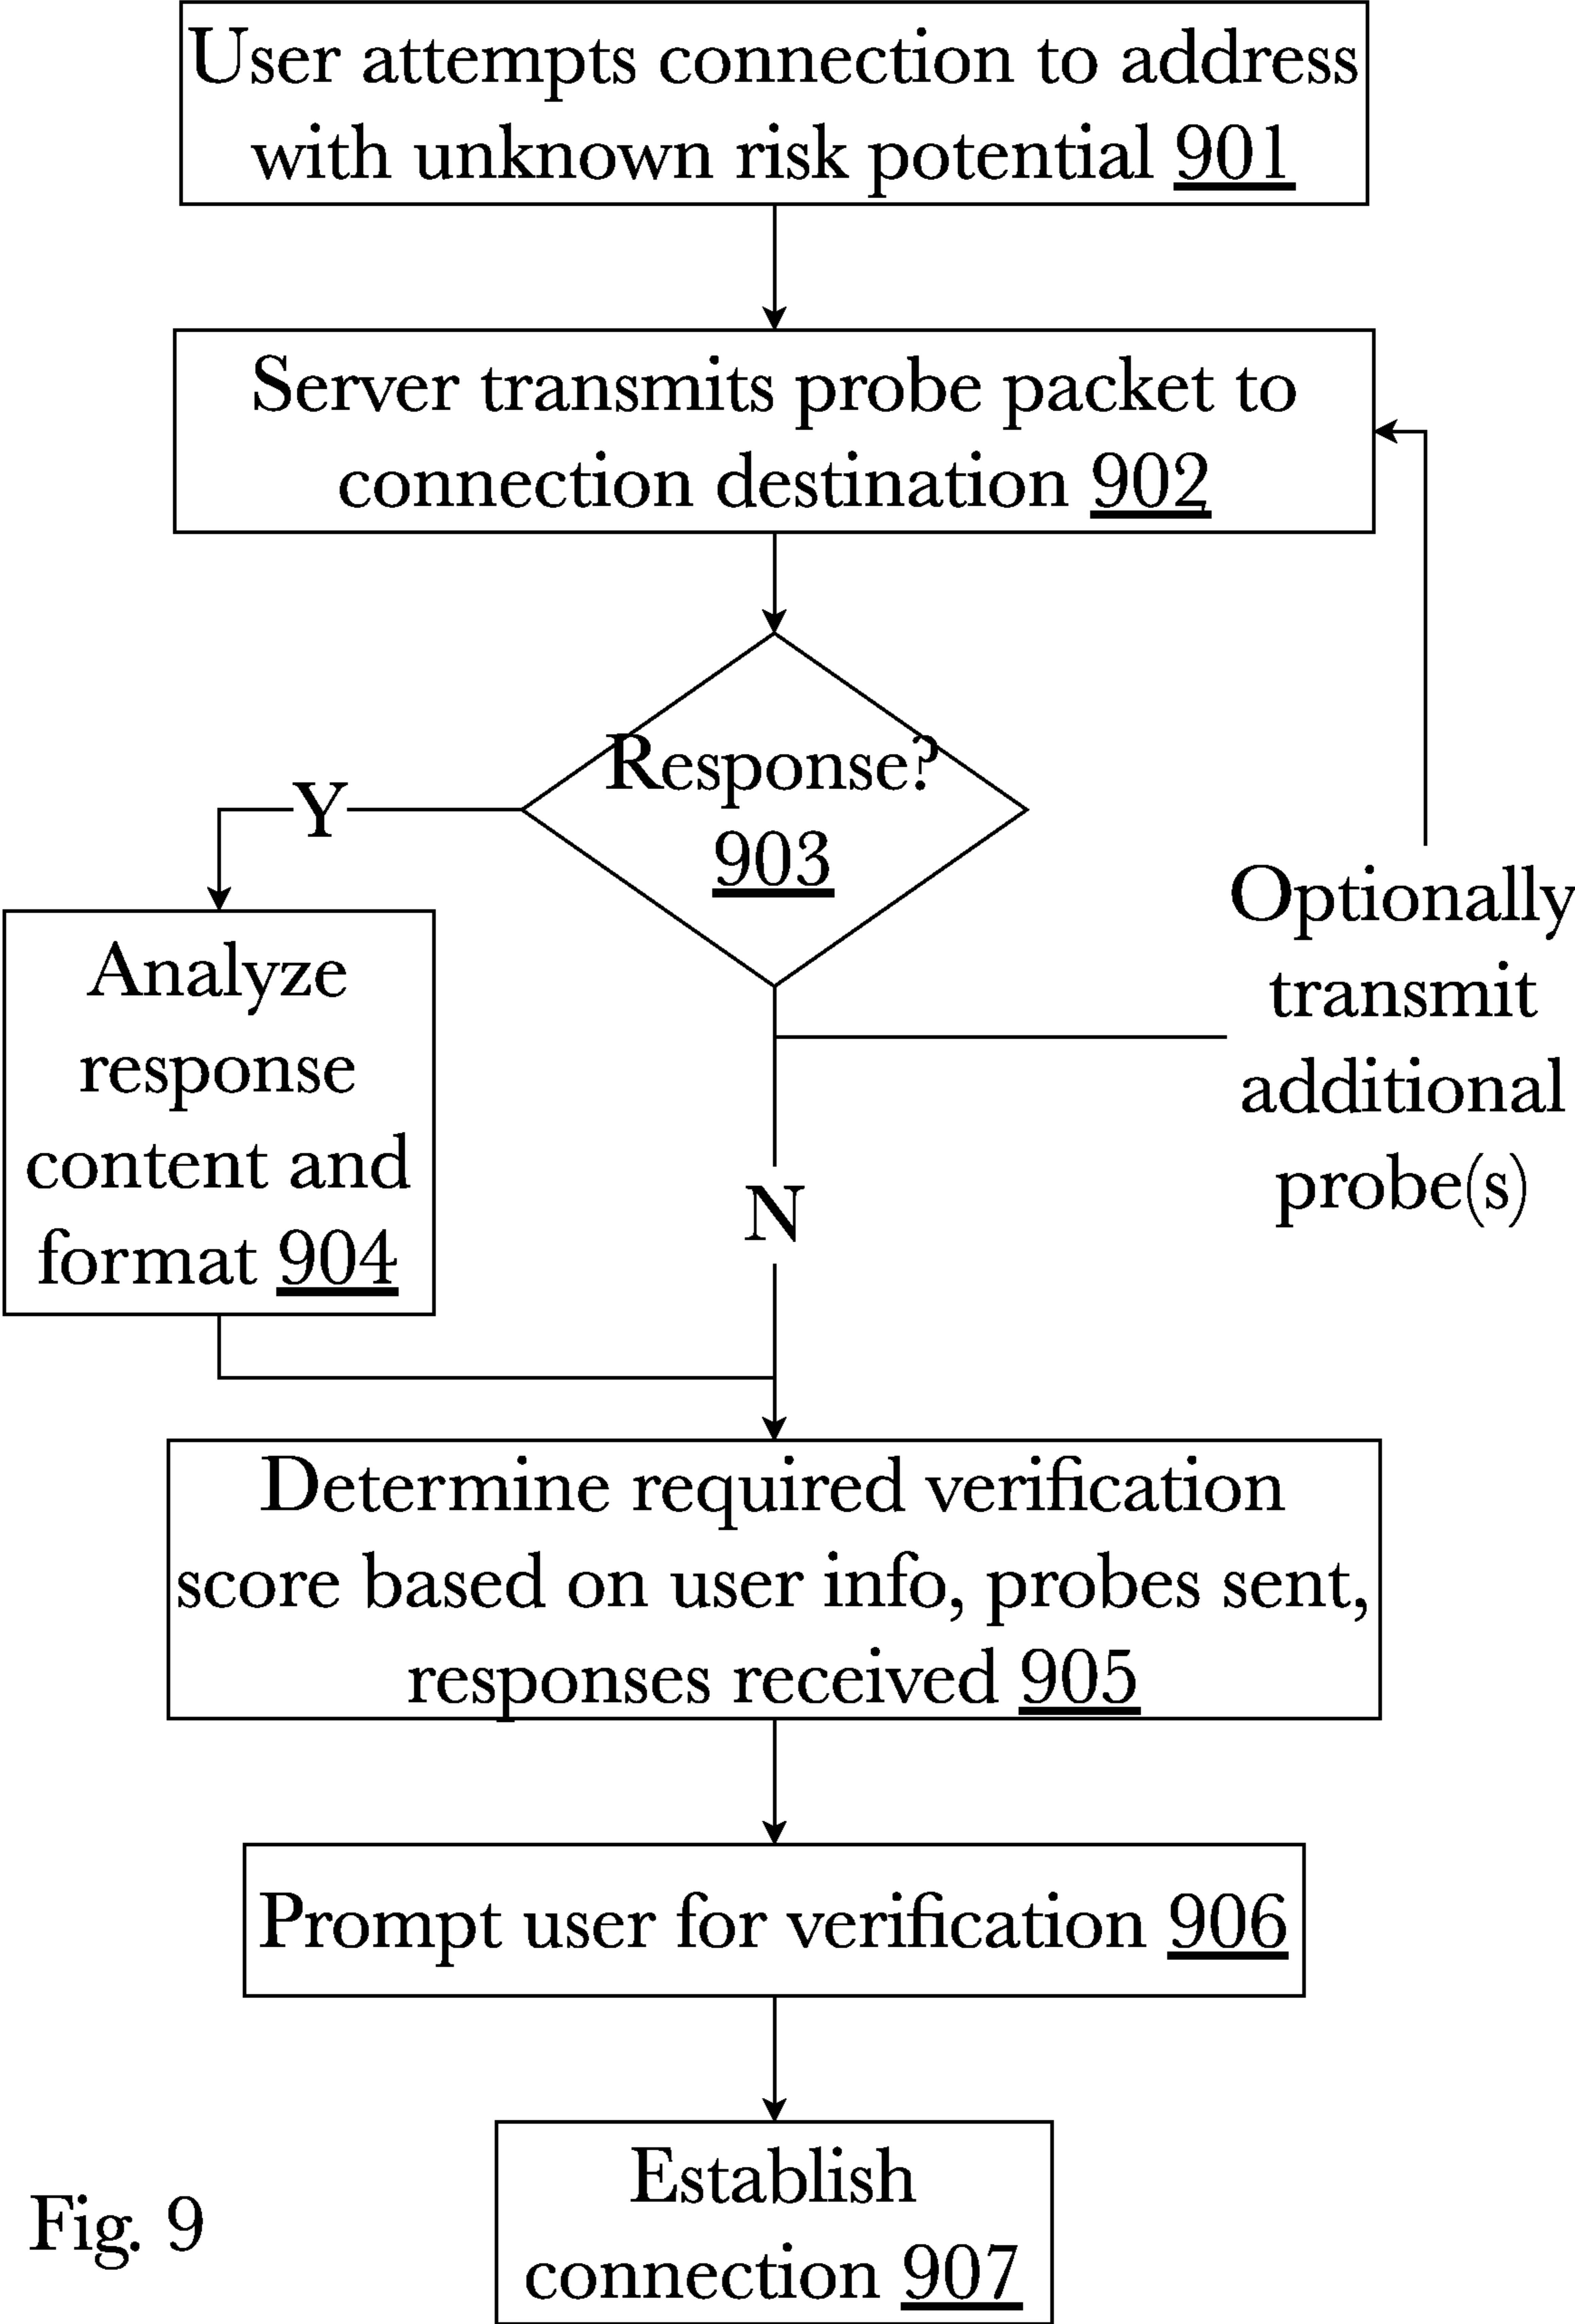 User attempts connection to address
with unknown risk potential 901
Server transmits probe packet to
connection destination 902
Response?
903
Y
Analyze
response
content and
format 904
Optionally
transmit
additional
probe(s)
N
Determine required verification
score based on user info, probes sent,
responses received 905
Prompt user for verification 906
Establish
connection 907
Fig. 9